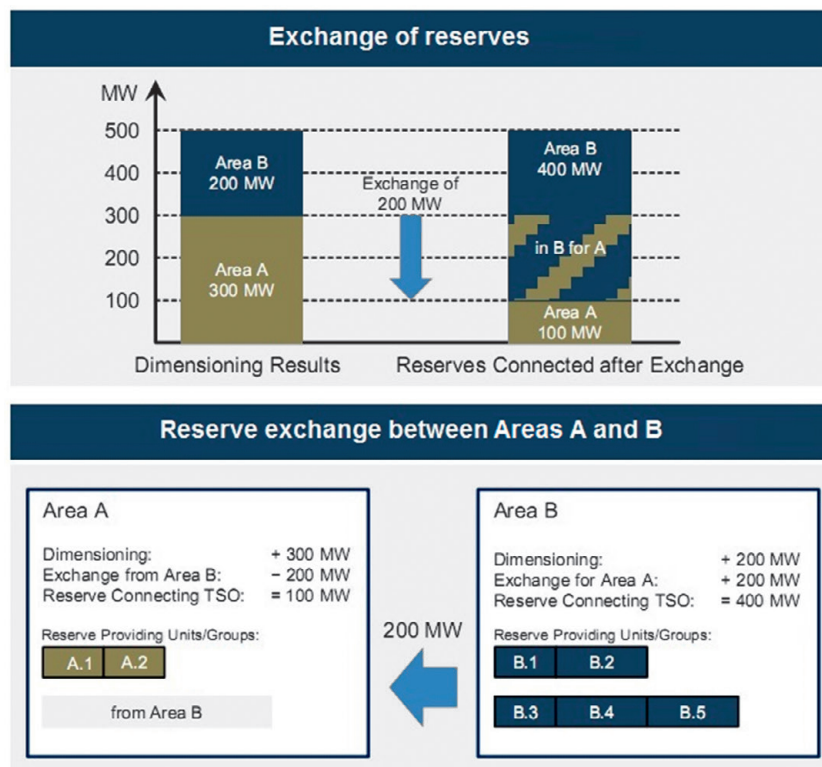 Exchange of reserves
MW
500
400
300
200
100
Area B
200 MW
Area A
300 MW
Exchange of
200 MW
Area B
400 MW
in B for A
Area A
100 MW
Dimensioning Results
Reserves Connected after Exchange
Reserve exchange between Areas A and B
Area A
Dimensioning: + 300 MW
Exchange from Area B: − 200 MW
Reserve Connecting TSO: = 100 MW
Reserve Providing Units/Groups:
A.1 A.2
from Area B
200 MW
Area B
Dimensioning: + 200 MW
Exchange for Area A: + 200 MW
Reserve Connecting TSO: = 400 MW
Reserve Providing Units/Groups:
B.1 B.2
B.3 B.4 B.5